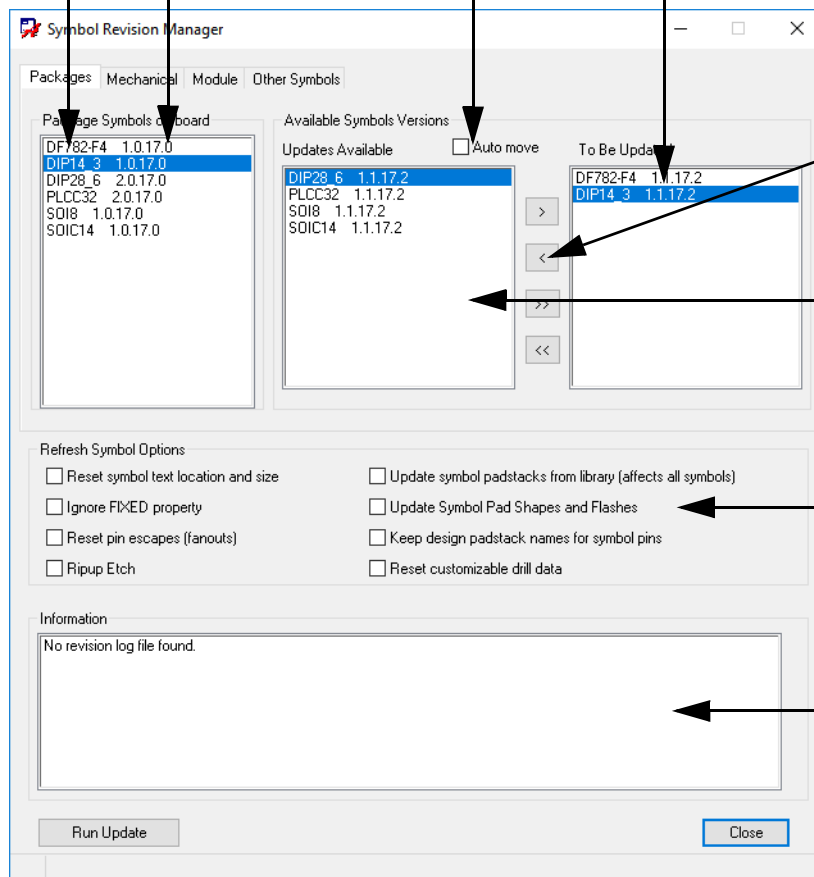 Symbol Revision Manager
Packages Mechanical Module Other Symbols
Package Symbols on board
DF782-F4 1.0.17.0
DIP14_3 1.0.17.0
DIP28_6 2.0.17.0
PLCC32 2.0.17.0
SOI8 1.0.17.0
SOIC14 1.0.17.0
Available Symbols Versions
Updates Available
Auto move
To Be Updated
DIP28_6 1.1.17.2
PLCC32 1.1.17.2
SOI8 1.1.17.2
SOIC14 1.1.17.2
>
<
>>
<<
DF782-F4 1.1.17.2
DIP14_3 1.1.17.2
Refresh Symbol Options
Reset symbol text location and size
Ignore FIXED property
Reset pin escapes (fanouts)
Ripup Etch
Update symbol padstacks from library (affects all symbols)
Update Symbol Pad Shapes and Flashes
Keep design padstack names for symbol pins
Reset customizable drill data
Information
No revision log file found.
Run Update
Close